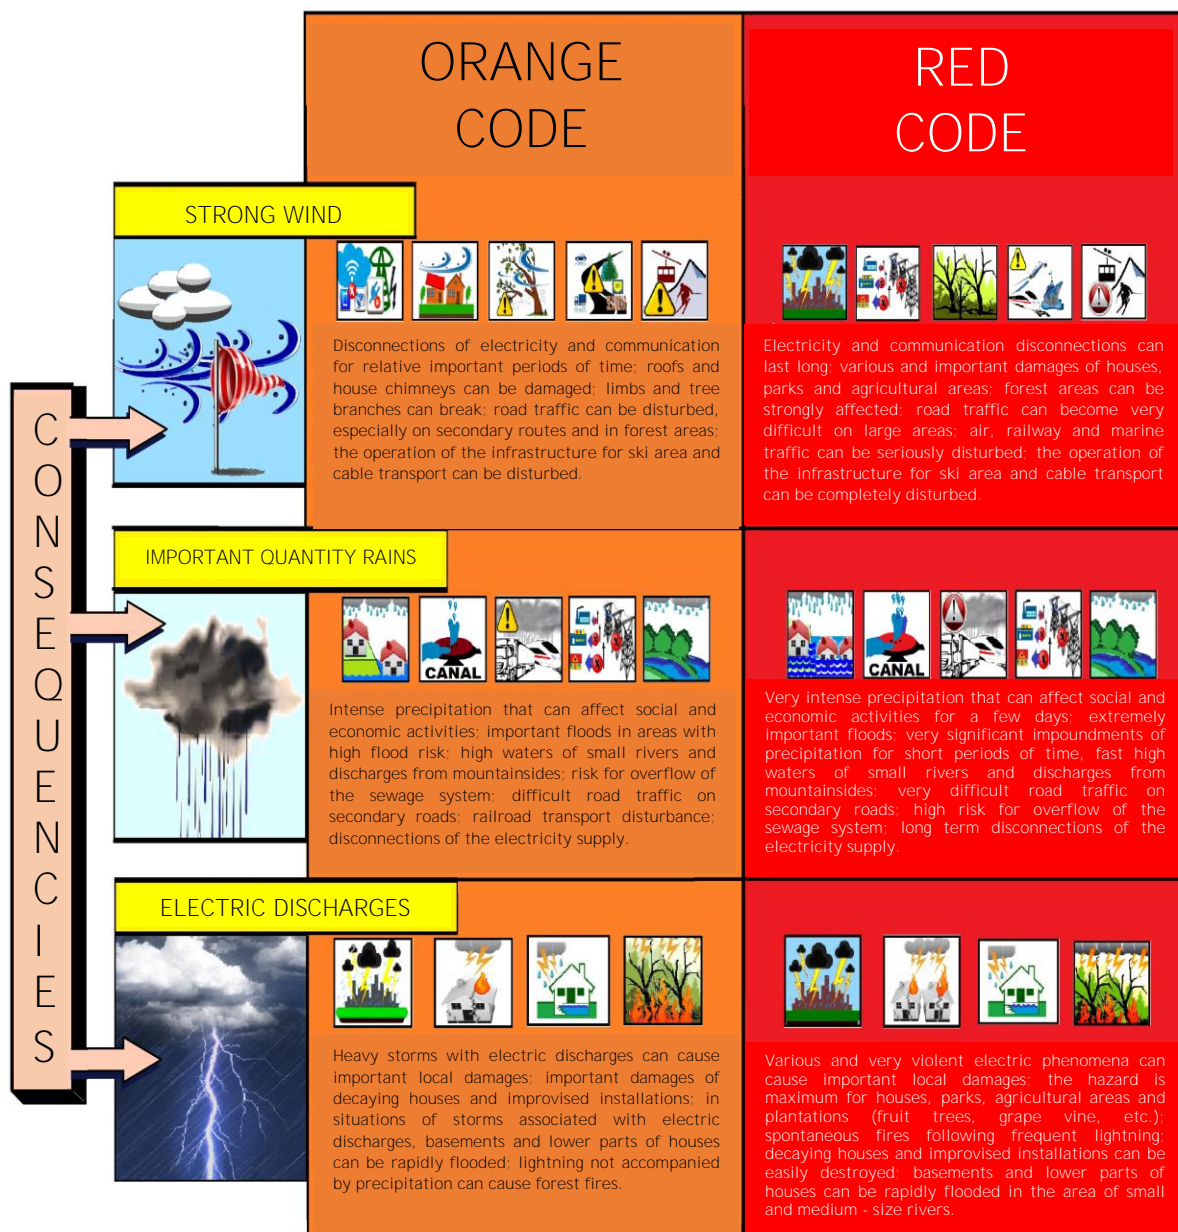 ORANGE
CODE
RED
CODE
CONSEQUENCIES
STRONG WIND
Disconnections of electricity and communication
for relative important periods of time; roofs and
house chimneys can be damaged; limbs and tree
branches can break; road traffic can be disturbed,
especially on secondary routes and in forest areas;
the operation of the infrastructure for ski area and
cable transport can be disturbed.
Electricity and communication disconnections can
last long; various and important damages of houses,
parks and agricultural areas; forest areas can be
strongly affected; road traffic can become very
difficult on large areas; air, railway and marine
traffic can be seriously disturbed; the operation of
the infrastructure for ski area and cable transport
can be completely disturbed.
IMPORTANT QUANTITY RAINS
CANAL
Intense precipitation that can affect social and
economic activities; important floods in areas with
high flood risk; high waters of small rivers and
discharges from mountainsides; risk for overflow of
the sewage system; difficult road traffic on
secondary roads; railroad transport disturbance;
disconnections of the electricity supply.
CANAL
Very intense precipitation that can affect social and
economic activities for a few days; extremely
important floods; very significant impoundments of
precipitation for short periods of time, fast high
waters of small rivers and discharges from
mountainsides; very difficult road traffic on
secondary roads; high risk for overflow of the
sewage system; long term disconnections of the
electricity supply.
ELECTRIC DISCHARGES
Heavy storms with electric discharges can cause
important local damages; important damages of
decaying houses and improvised installations; in
situations of storms associated with electric
discharges, basements and lower parts of houses
can be rapidly flooded; lightning not accompanied
by precipitation can cause forest fires.
Various and very violent electric phenomena can
cause important local damages; the hazard is
maximum for houses, parks, agricultural areas and
plantations (fruit trees, grape vine, etc.);
spontaneous fires following frequent lightning;
decaying houses and improvised installations can be
easily destroyed; basements and lower parts of
houses can be rapidly flooded in the area of small
and medium - size rivers.